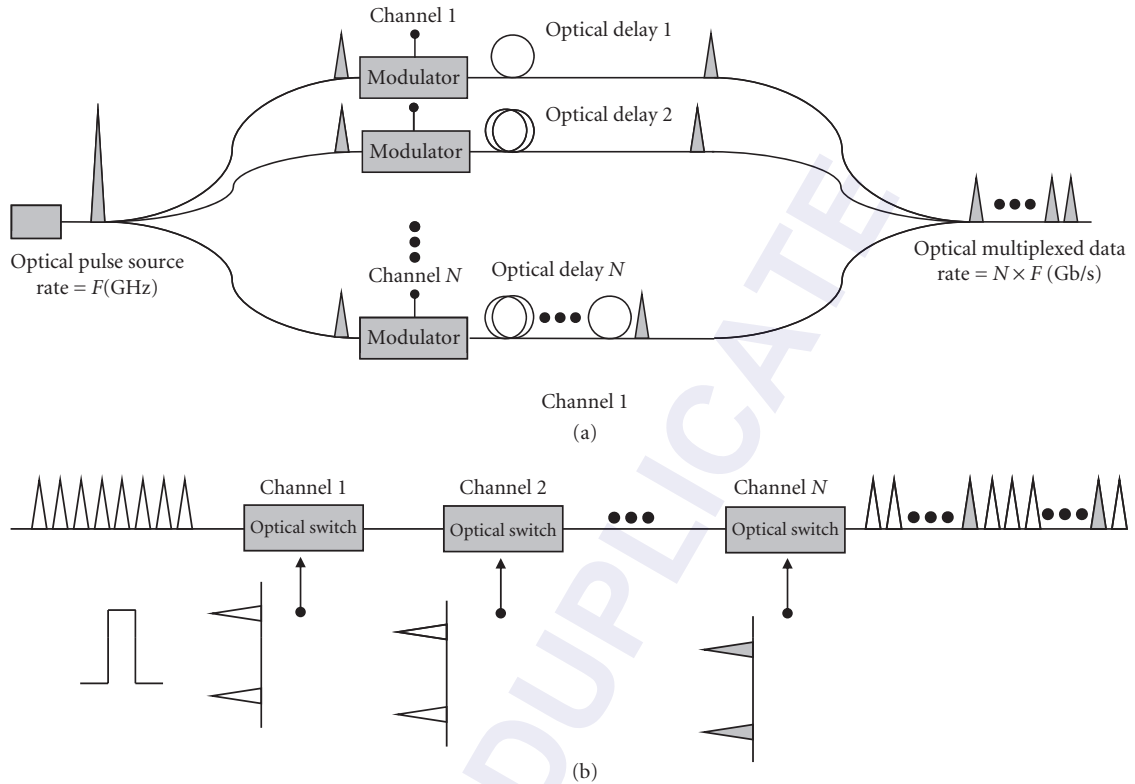 Channel 1
Optical delay 1
Modulator
Optical delay 2
Modulator
Optical pulse source
rate = F(GHz)
Channel N
Optical delay N
Modulator
Optical multiplexed data
rate = N × F (Gb/s)
Channel 1
(a)
Channel 1
Channel 2
Channel N
Optical switch
Optical switch
Optical switch
(b)
DUPLICATE